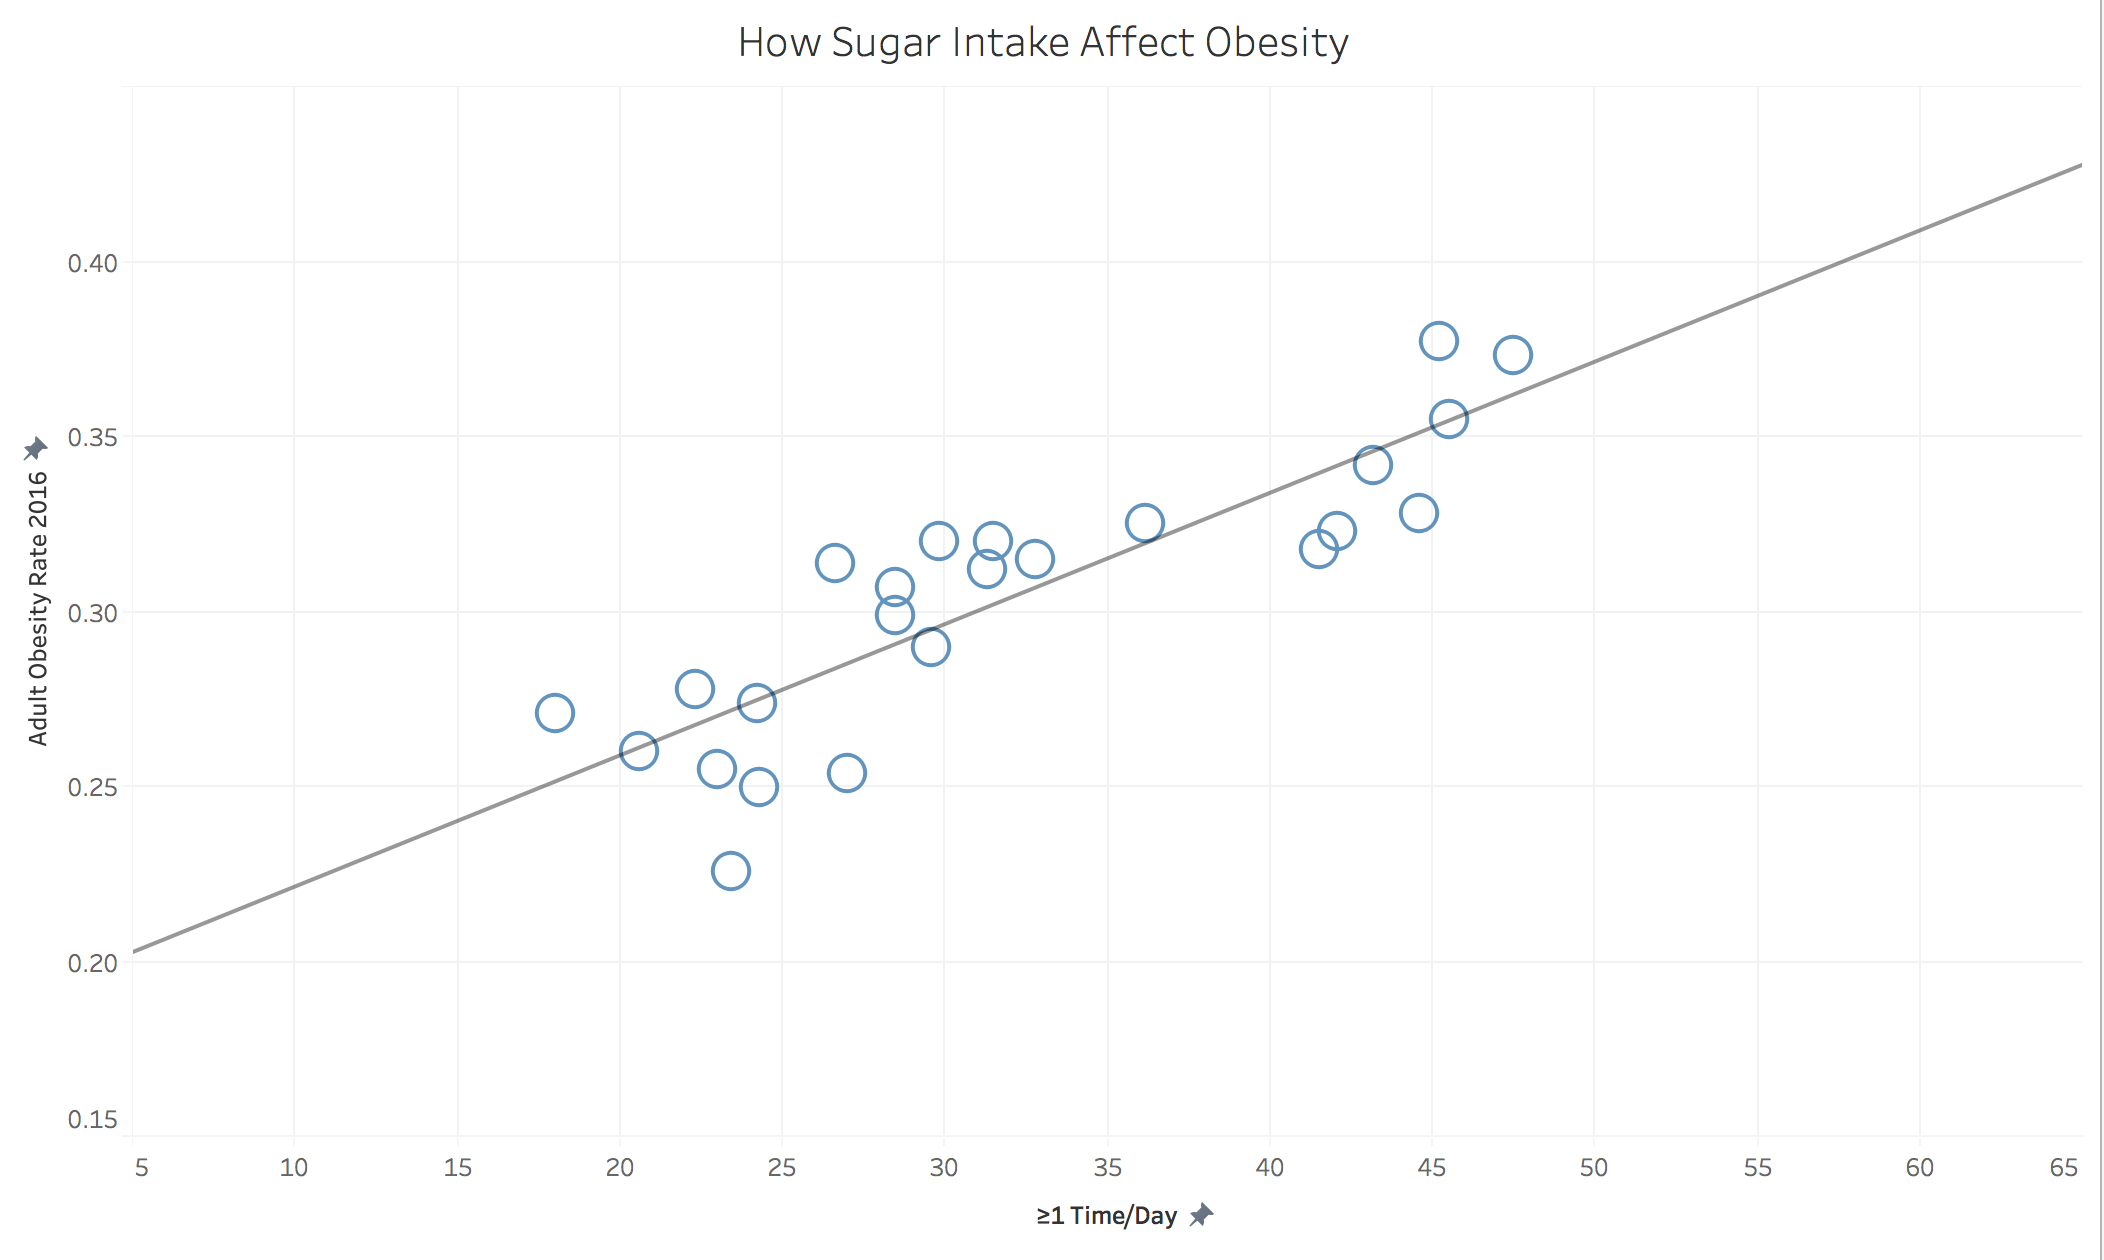 How Sugar Intake Affect Obesity
Adult Obesity Rate 2016
0.40
0.35
0.30
0.25
0.20
0.15
5 10 15 20 25 30 35 40 45 50 55 60 65
≥1 Time/Day